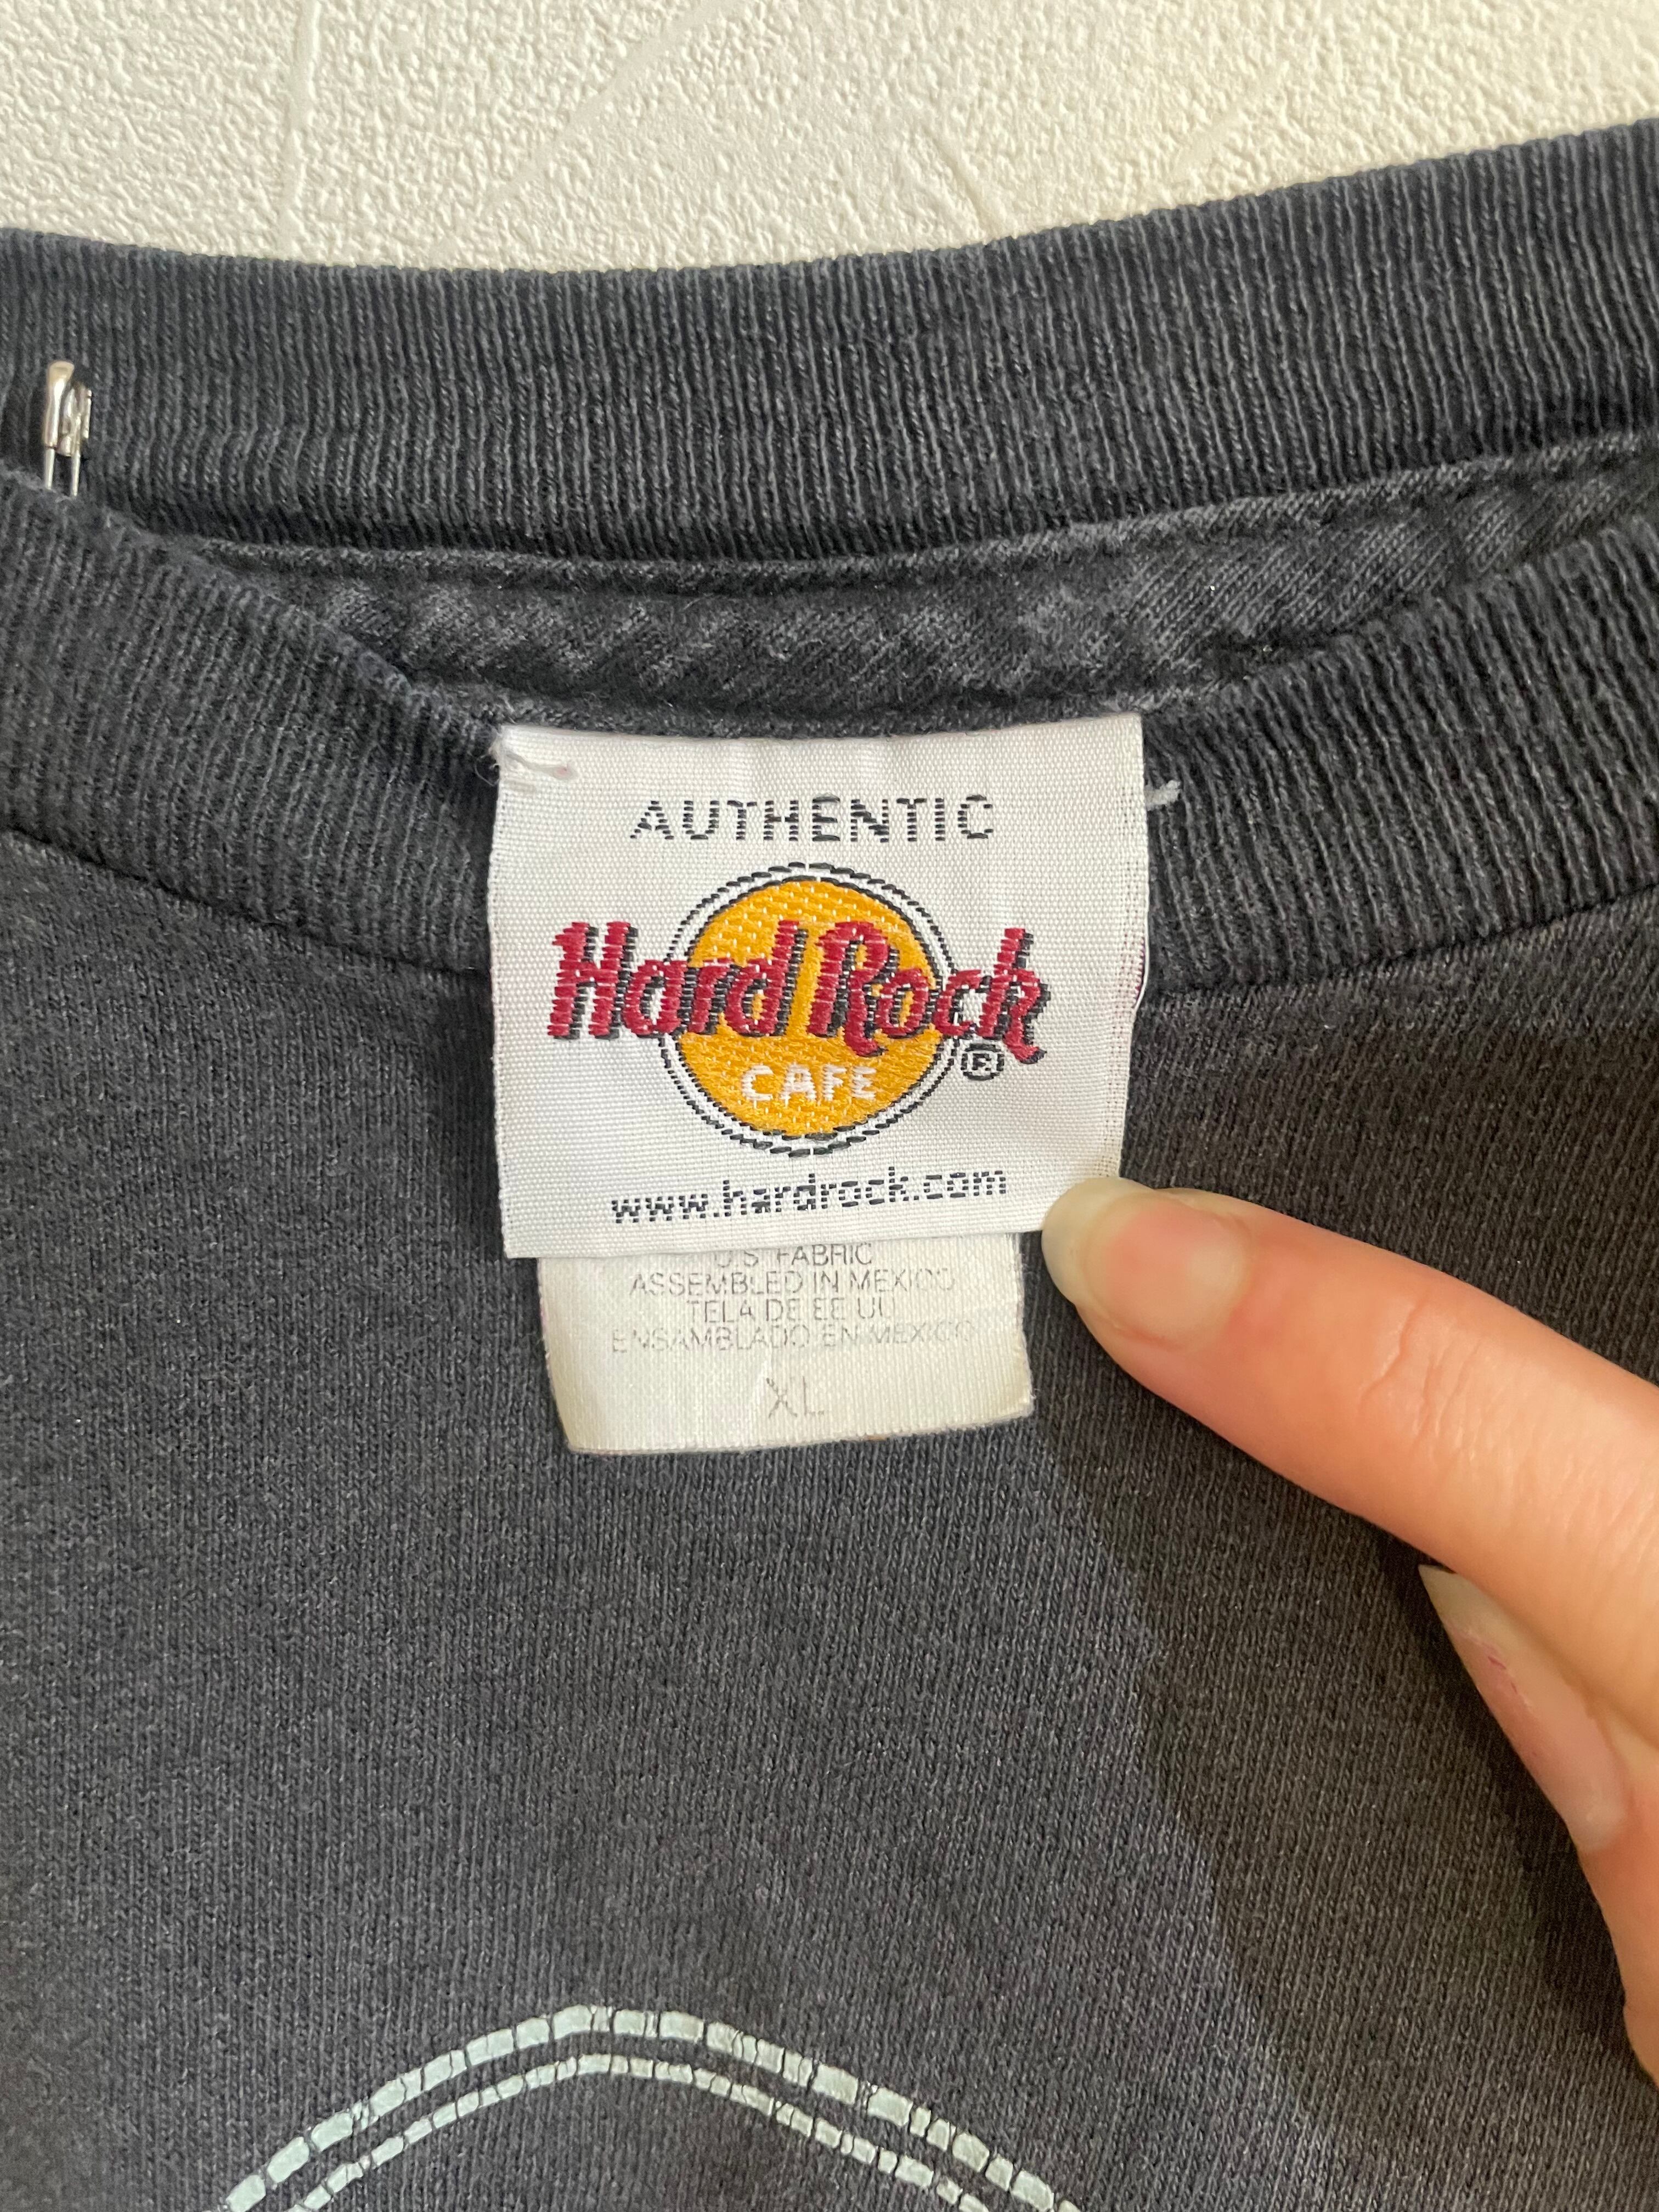 AUTHENTIC
Hard Rock
CAFE
®
www.hardrock.com
U S FABRIC
ASSEMBLED IN MEXICO
TELA DE EE UU
ENSAMBLADO EN MEXICO
XL